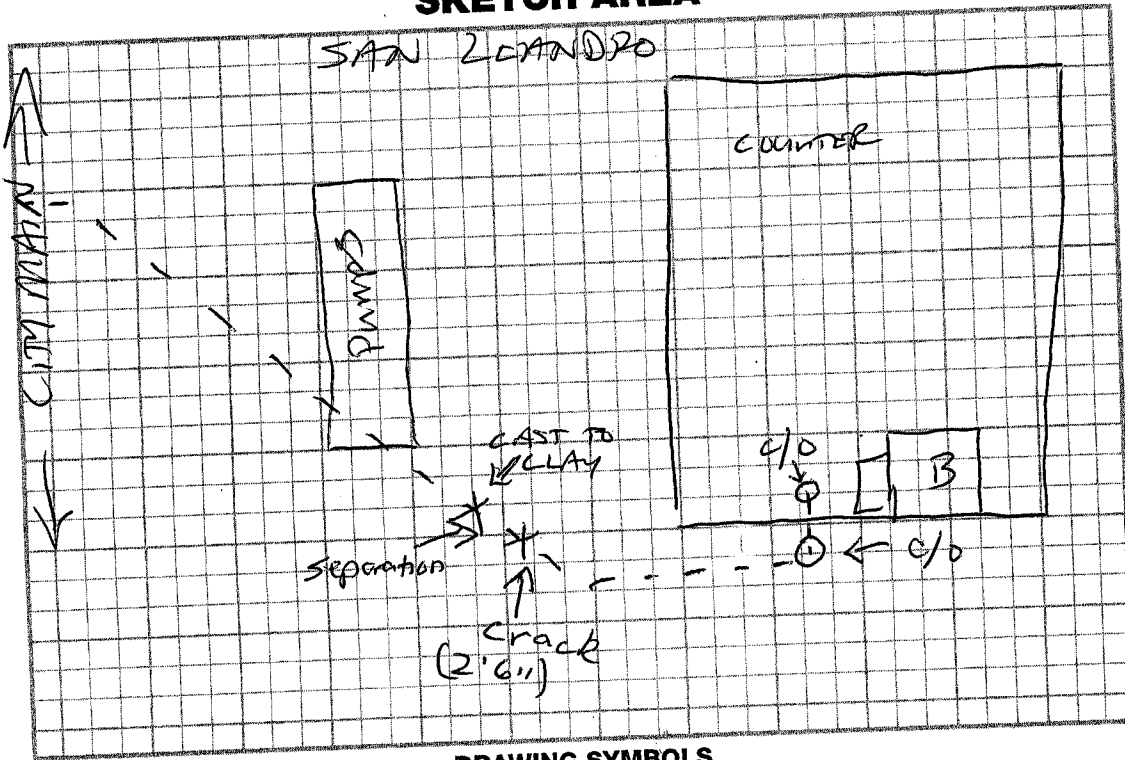 SKETCH AREA
SAN LEANDRO
COUNTER
CITY MAIN
Pumps
CAST TO
CLAY
c/o
B
separation
c/o
Crack
(2'6")
DRAWING SYMBOLS